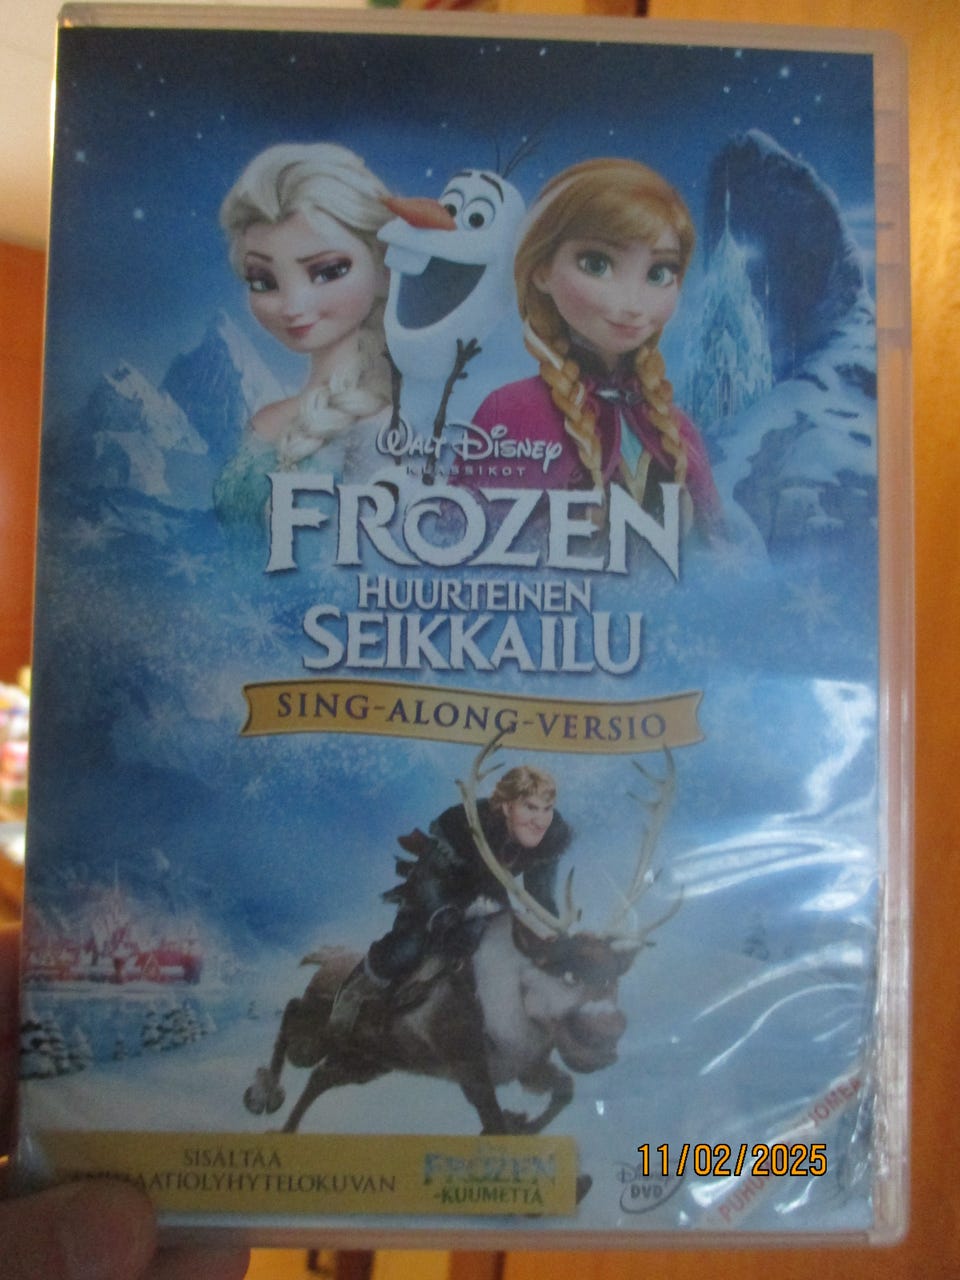 WALT DISNEY
KLASSIKOT
FROZEN
HUURTEINEN
SEIKKAILU
SING-ALONG-VERSIO
SISÄLTÄÄ
FROZEN
-KUUMETTA
DVD
11/02/2025